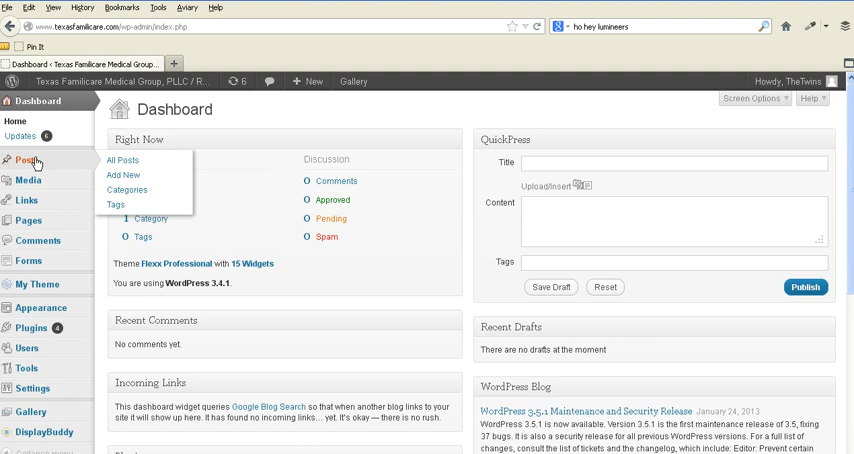 File Edit View History Bookmarks Tools Aviary Help
www.texasfamilicare.com/wp-admin/index.php
ho hey lumineers
Pin It
Dashboard ‹ Texas Familicare Medical Group...
Texas Familicare Medical Group, PLLC / R... 6 + New Gallery Howdy, TheTwins
Dashboard
Home
Updates 6
Posts
Media
Links
Pages
Comments
Forms
My Theme
Appearance
Plugins 4
Users
Tools
Settings
Gallery
DisplayBuddy
Collapse menu
All Posts
Add New
Categories
Tags
Screen Options Help
Dashboard
Right Now
Discussion
0 Comments
0 Approved
1 Category 0 Pending
0 Tags 0 Spam
Theme Flexx Professional with 15 Widgets
You are using WordPress 3.4.1.
Recent Comments
No comments yet.
Incoming Links
This dashboard widget queries Google Blog Search so that when another blog links to your
site it will show up here. It has found no incoming links... yet. It's okay — there is no rush.
QuickPress
Title
Upload/Insert
Content
Tags
Save Draft Reset Publish
Recent Drafts
There are no drafts at the moment
WordPress Blog
WordPress 3.5.1 Maintenance and Security Release January 24, 2013
WordPress 3.5.1 is now available. Version 3.5.1 is the first maintenance release of 3.5, fixing
37 bugs. It is also a security release for all previous WordPress versions. For a full list of
changes, consult the list of tickets and the changelog, which include: Editor: Prevent certain